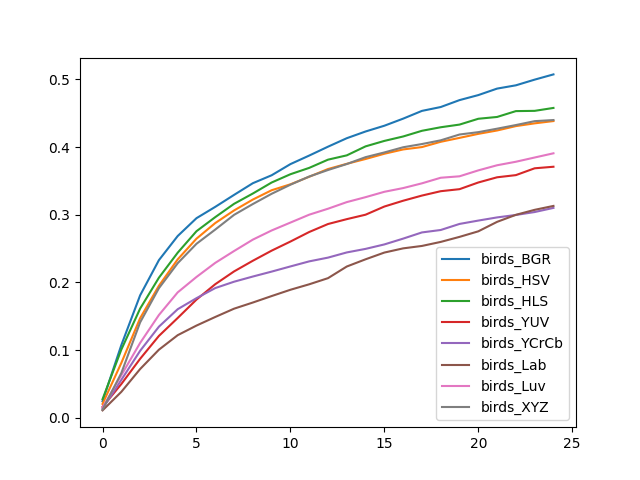 0.5
0.4
0.3
0.2
0.1
0.0
0 5 10 15 20 25
birds_BGR
birds_HSV
birds_HLS
birds_YUV
birds_YCrCb
birds_Lab
birds_Luv
birds_XYZ